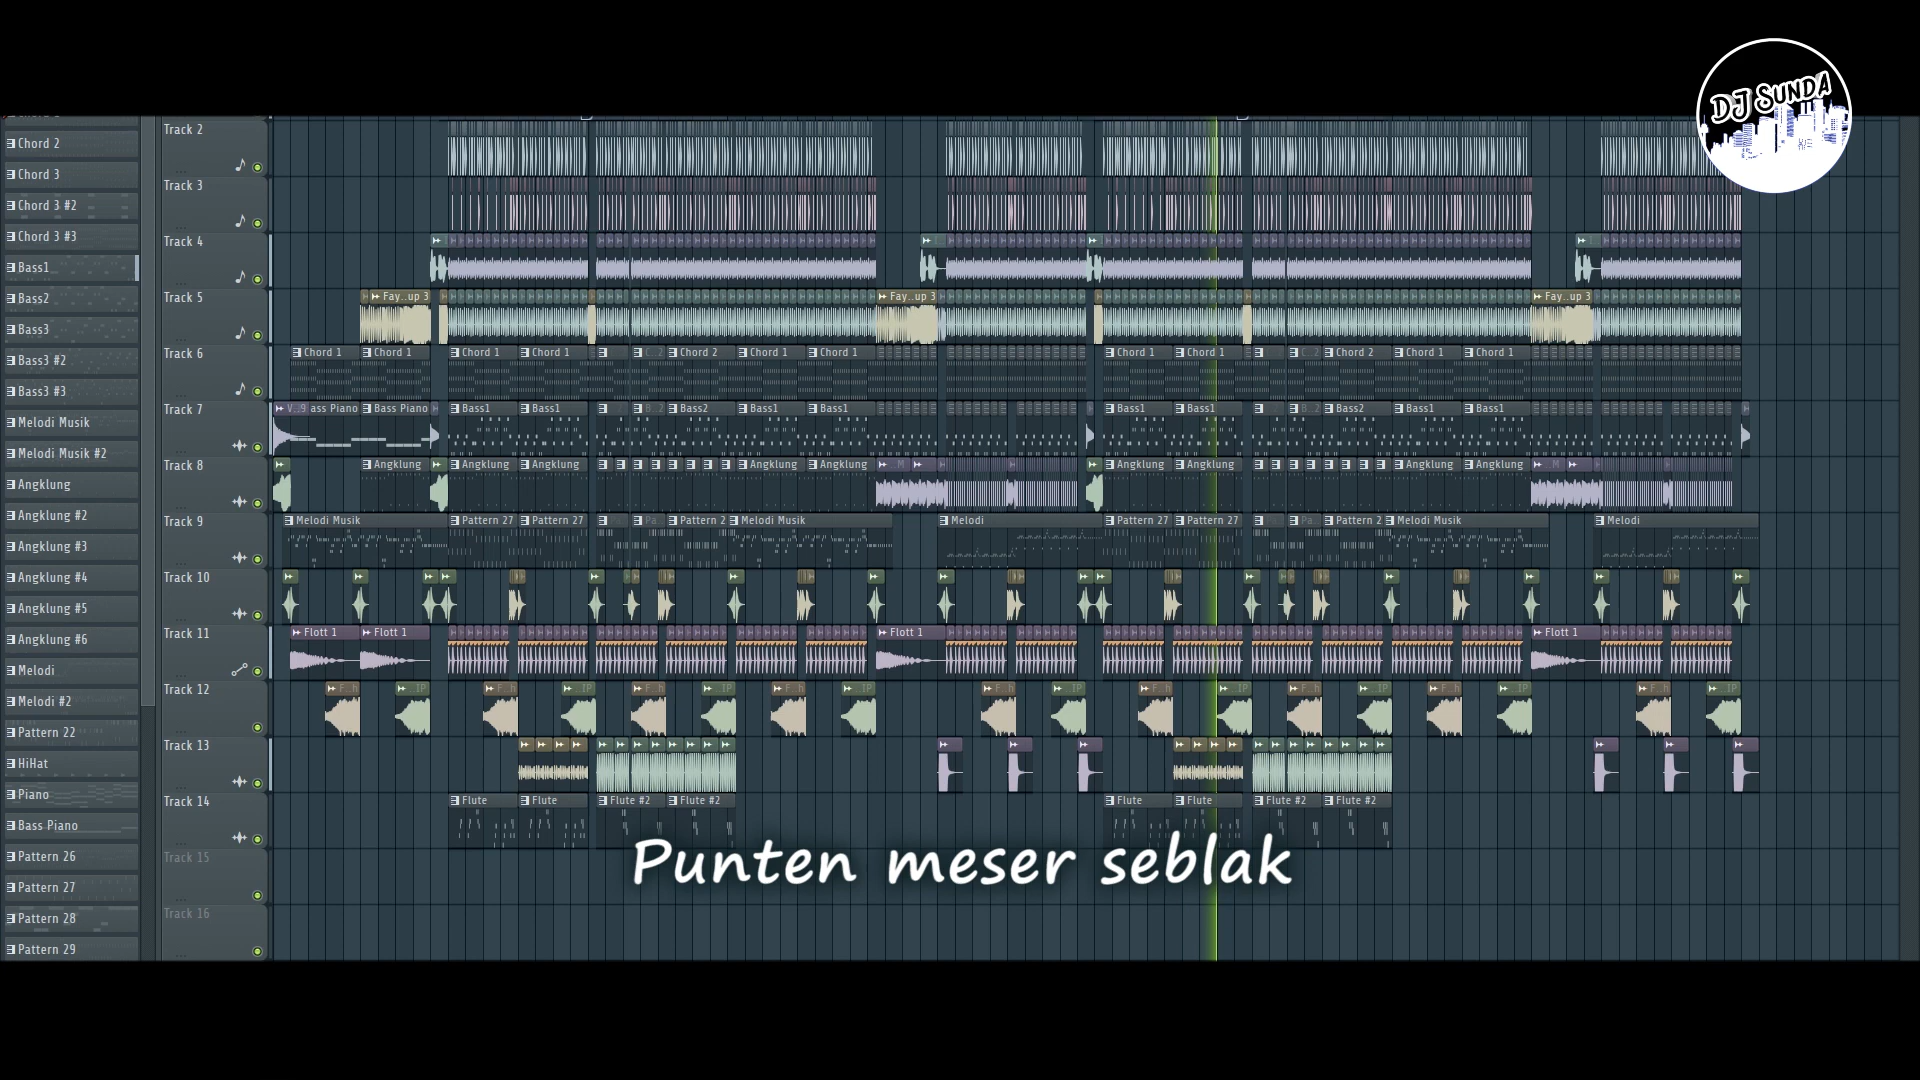 DJ SUNDA
Chord 2
Chord 3
Chord 3 #2
Chord 3 #3
Bass1
Bass2
Bass3
Bass3 #2
Bass3 #3
Melodi Musik
Melodi Musik #2
Angklung
Angklung #2
Angklung #3
Angklung #4
Angklung #5
Angklung #6
Melodi
Melodi #2
Pattern 22
HiHat
Piano
Bass Piano
Pattern 26
Pattern 27
Pattern 28
Pattern 29
Track 2
Track 3
Track 4
Track 5
Fay..up 3 Fay..up 3 Fay..up 3
Track 6
Chord 1 Chord 1 Chord 1 Chord 1 Chord 2 Chord 1 Chord 1 Chord 1 Chord 1 Chord 2 Chord 1 Chord 1
Track 7
V..9 ass Piano Bass Piano Bass1 Bass1 Bass2 Bass1 Bass1 Bass1 Bass1 Bass2 Bass1 Bass1
Track 8
Angklung Angklung Angklung Angklung Angklung Angklung Angklung Angklung Angklung
Track 9
Melodi Musik Pattern 27 Pattern 27 Pattern 2 Melodi Musik Melodi Pattern 27 Pattern 27 Pattern 2 Melodi Musik Melodi
Track 10
Track 11
Flott 1 Flott 1 Flott 1 Flott 1
Track 12
Track 13
Track 14
Flute Flute Flute #2 Flute #2 Flute Flute Flute #2 Flute #2
Punten meser seblak
Track 15
Track 16